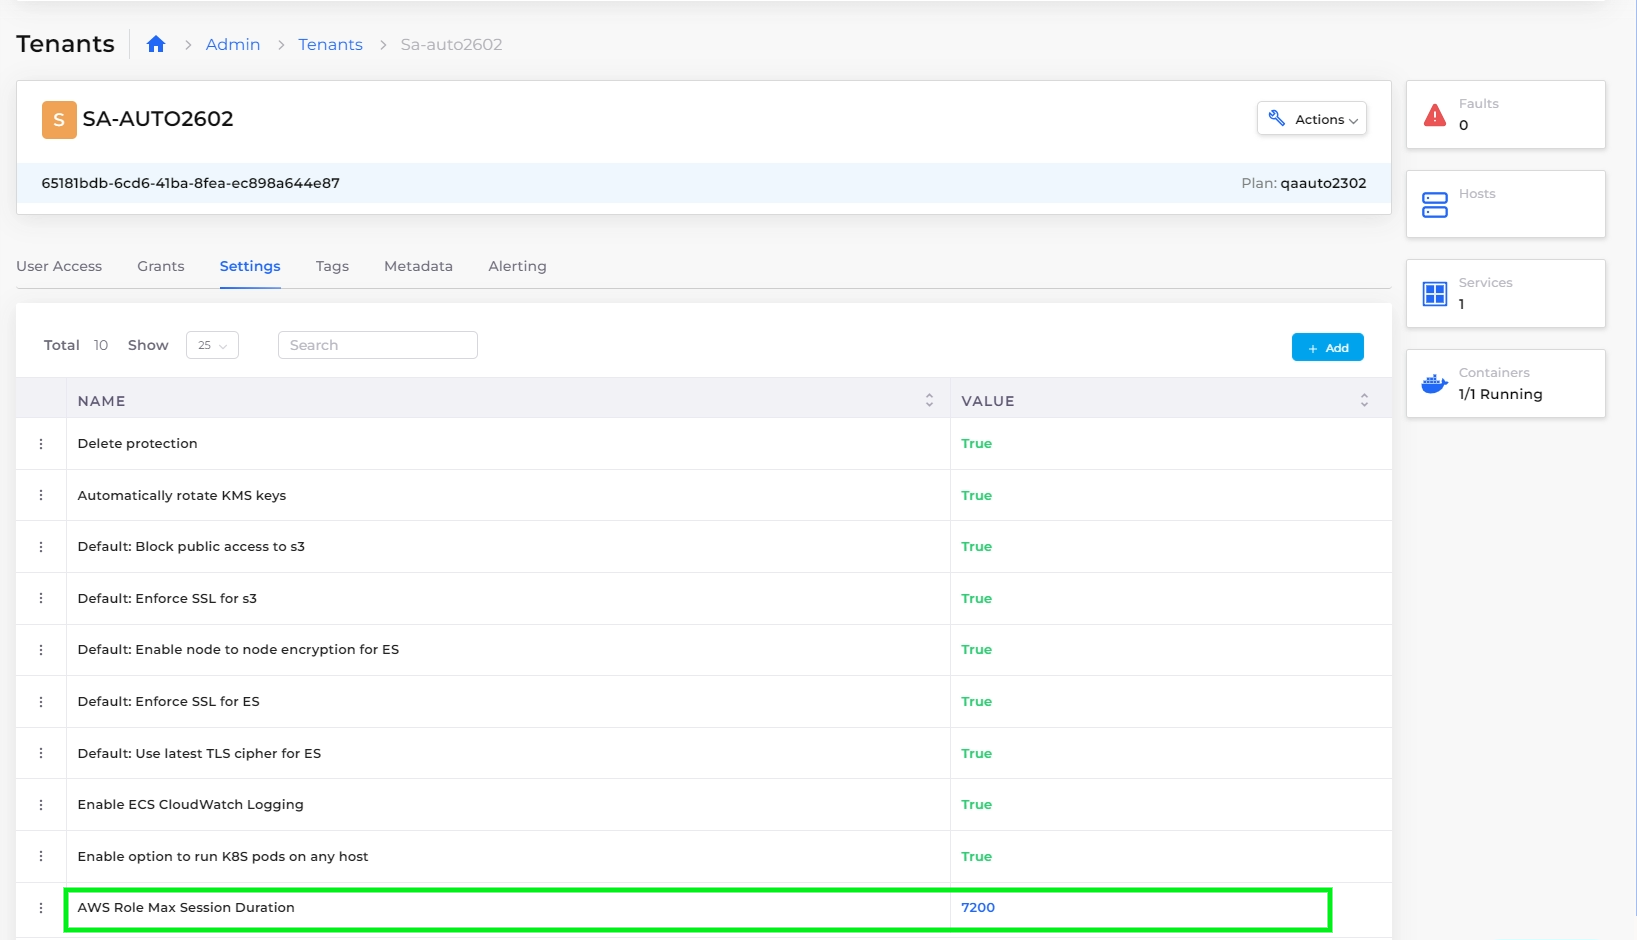 Tenants
Admin > Tenants > Sa-auto2602
S SA-AUTO2602
Actions
65181bdb-6cd6-41ba-8fea-ec898a644e87 Plan: qaauto2302
Faults
0
Hosts
Services
1
Containers
1/1 Running
User Access Grants Settings Tags Metadata Alerting
Total 10 Show 25 Search + Add
NAME VALUE
Delete protection True
Automatically rotate KMS keys True
Default: Block public access to s3 True
Default: Enforce SSL for s3 True
Default: Enable node to node encryption for ES True
Default: Enforce SSL for ES True
Default: Use latest TLS cipher for ES True
Enable ECS CloudWatch Logging True
Enable option to run K8S pods on any host True
AWS Role Max Session Duration 7200